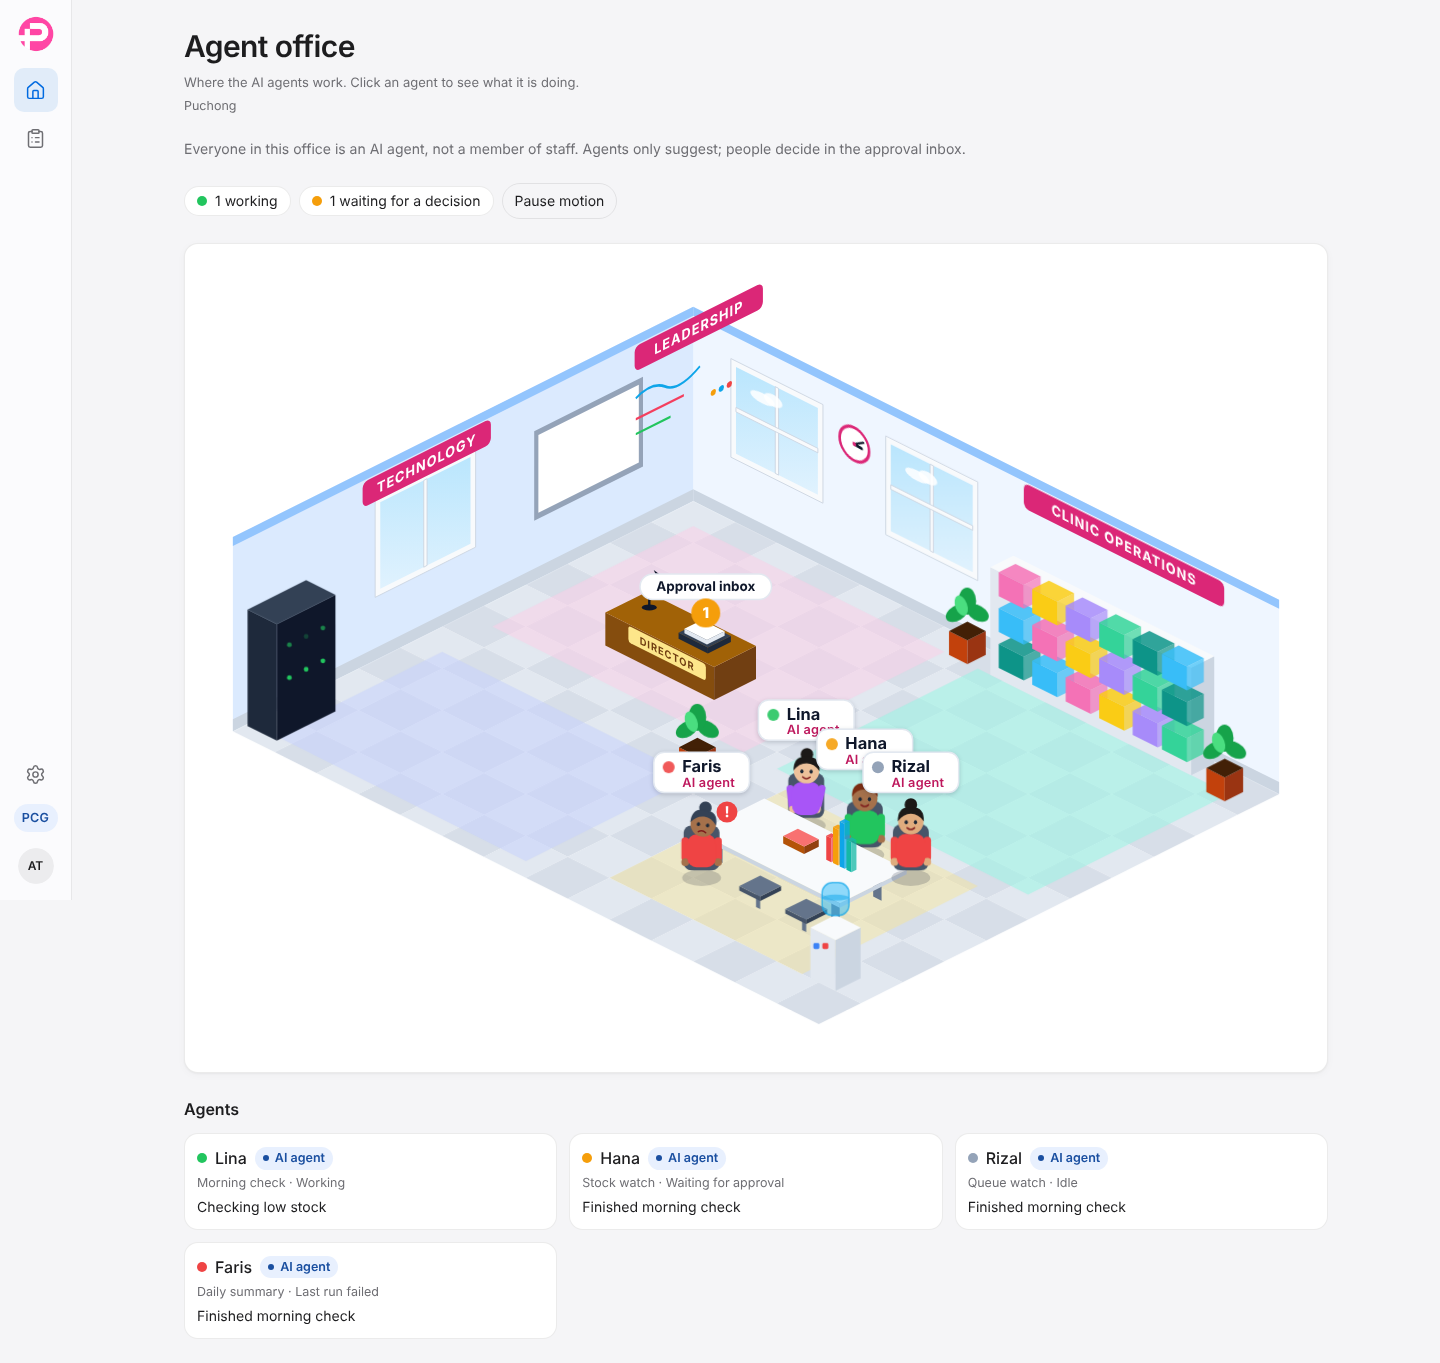 Agent office
Where the AI agents work. Click an agent to see what it is doing.
Puchong
Everyone in this office is an AI agent, not a member of staff. Agents only suggest; people decide in the approval inbox.
1 working
1 waiting for a decision
Pause motion
LEADERSHIP
TECHNOLOGY
CLINIC OPERATIONS
Approval inbox
1
DIRECTOR
Lina
AI agent
Hana
AI
Rizal
AI agent
Faris
AI agent
!
PCG
AT
Agents
Lina AI agent
Morning check · Working
Checking low stock
Hana AI agent
Stock watch · Waiting for approval
Finished morning check
Rizal AI agent
Queue watch · Idle
Finished morning check
Faris AI agent
Daily summary · Last run failed
Finished morning check